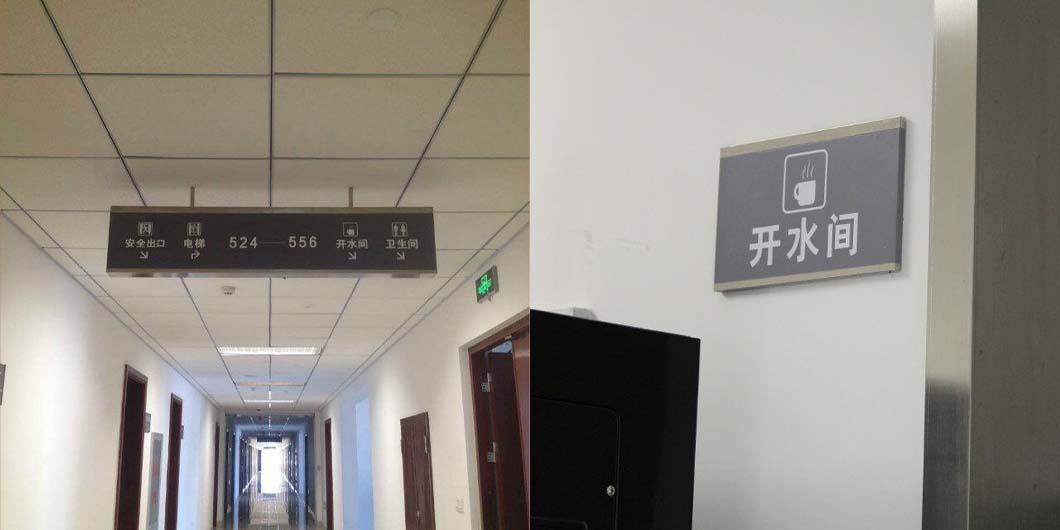 安全出口 电梯 524 — 556 开水间 卫生间
开水间